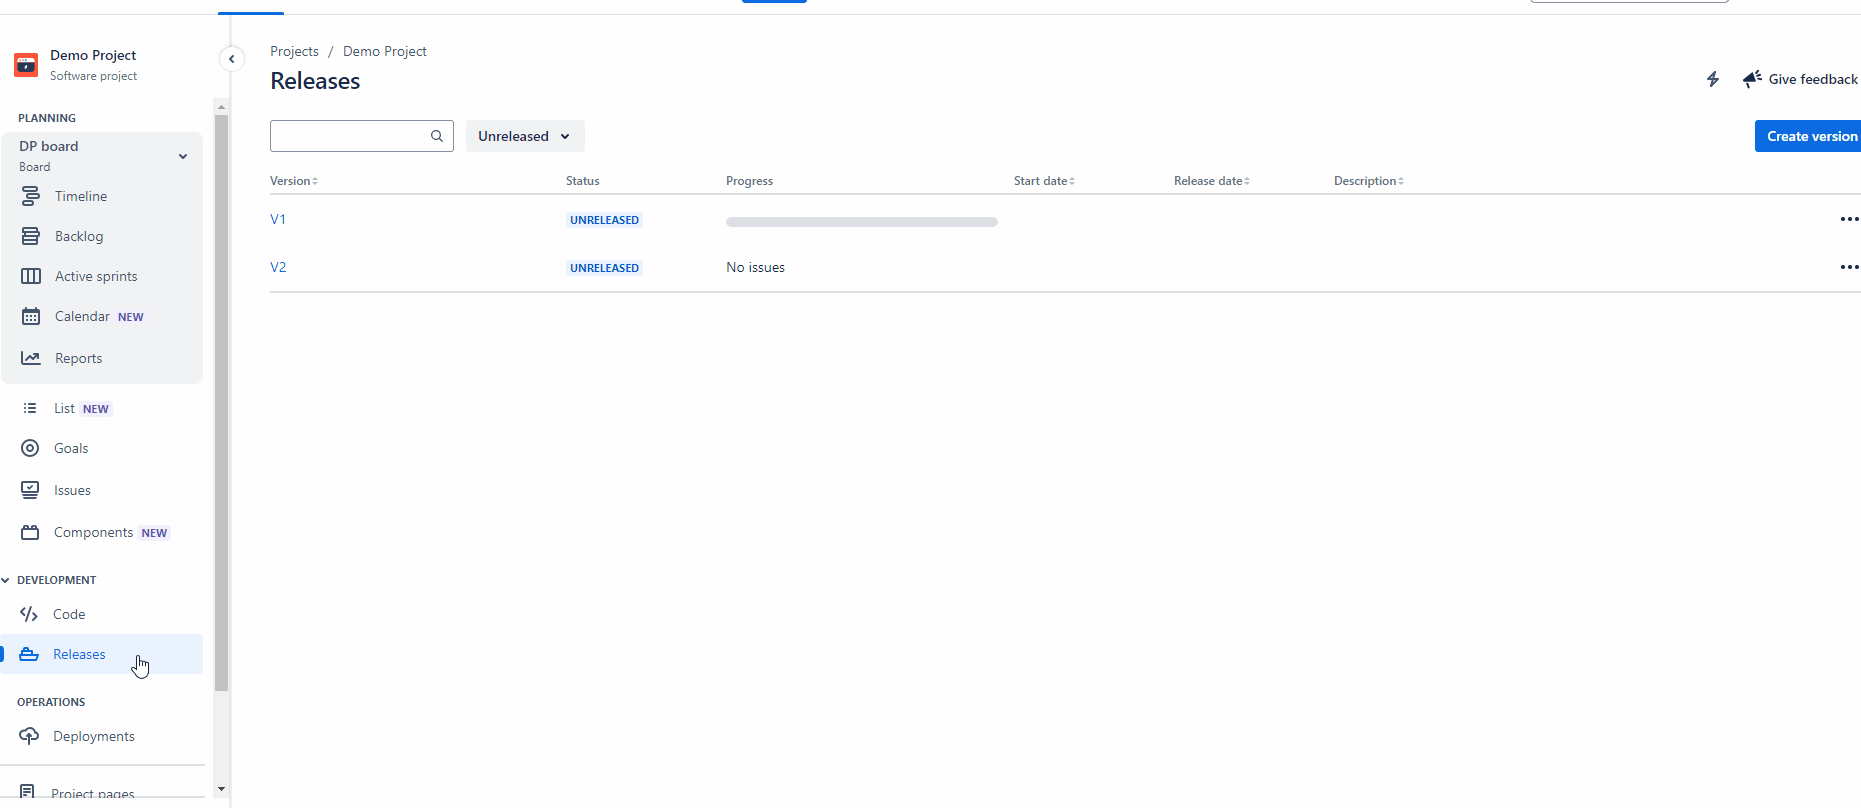 Demo Project
Software project
PLANNING
DP board
Board
Timeline
Backlog
Active sprints
Calendar NEW
Reports
List NEW
Goals
Issues
Components NEW
DEVELOPMENT
Code
Releases
OPERATIONS
Deployments
Project pages
Projects / Demo Project
Releases
Give feedback
Unreleased
Create version
Version Status Progress Start date Release date Description
V1 UNRELEASED
V2 UNRELEASED No issues